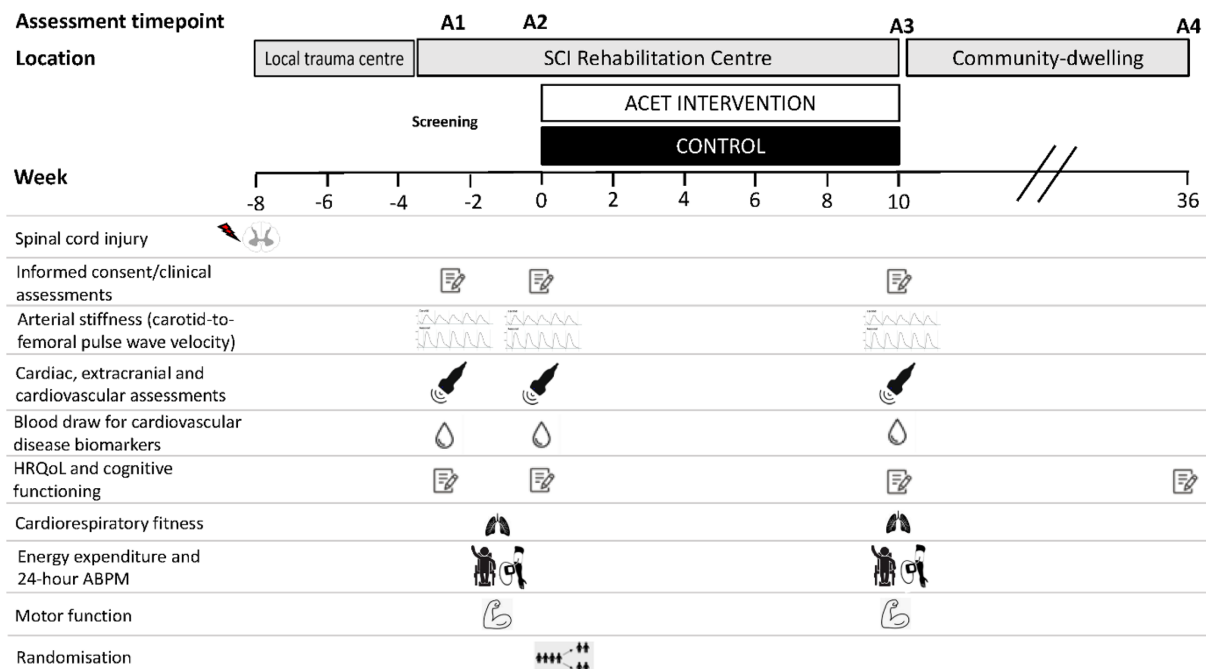 Assessment timepoint A1 A2 A3 A4
Location Local trauma centre SCI Rehabilitation Centre Community-dwelling
ACET INTERVENTION
Screening
CONTROL
Week
-8 -6 -4 -2 0 2 4 6 8 10 36
Spinal cord injury
Informed consent/clinical
assessments
Arterial stiffness (carotid-to-
femoral pulse wave velocity)
Cardiac, extracranial and
cardiovascular assessments
Blood draw for cardiovascular
disease biomarkers
HRQoL and cognitive
functioning
Cardiorespiratory fitness
Energy expenditure and
24-hour ABPM
Motor function
Randomisation